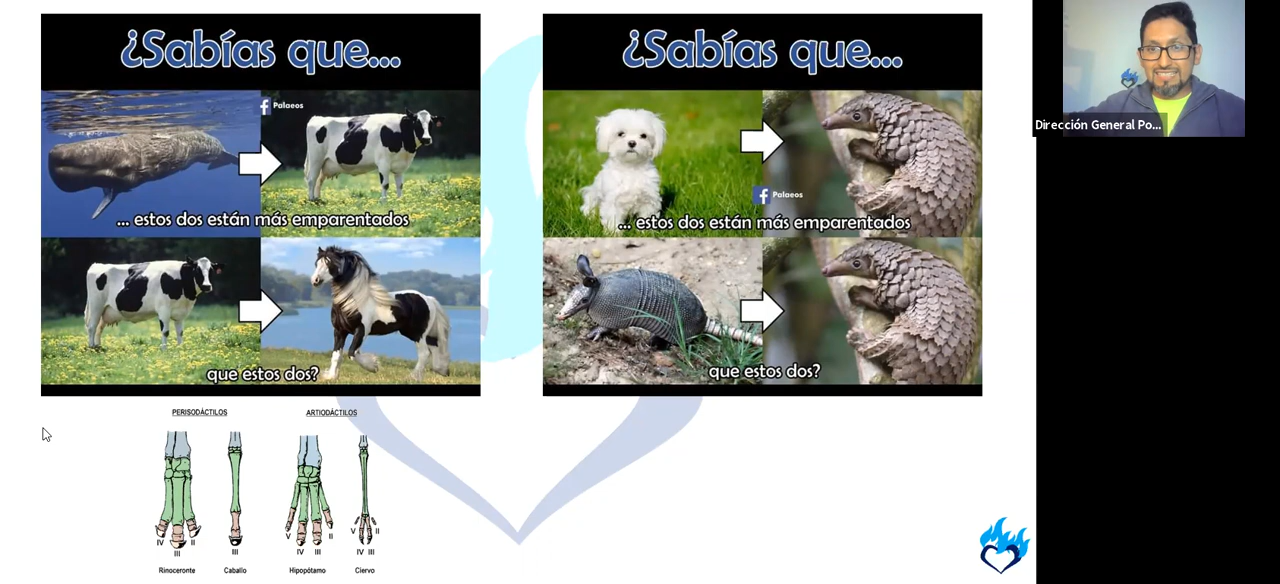 ¿Sabías que...
Palaeos
... estos dos están más emparentados
que estos dos?
¿Sabías que...
Palaeos
... estos dos están más emparentados
que estos dos?
Dirección General Po...
PERISODÁCTILOS
ARTIODÁCTILOS
IV
III
II
III
V
IV
III
II
V
IV
III
II
Rinoceronte
Caballo
Hipopótamo
Ciervo